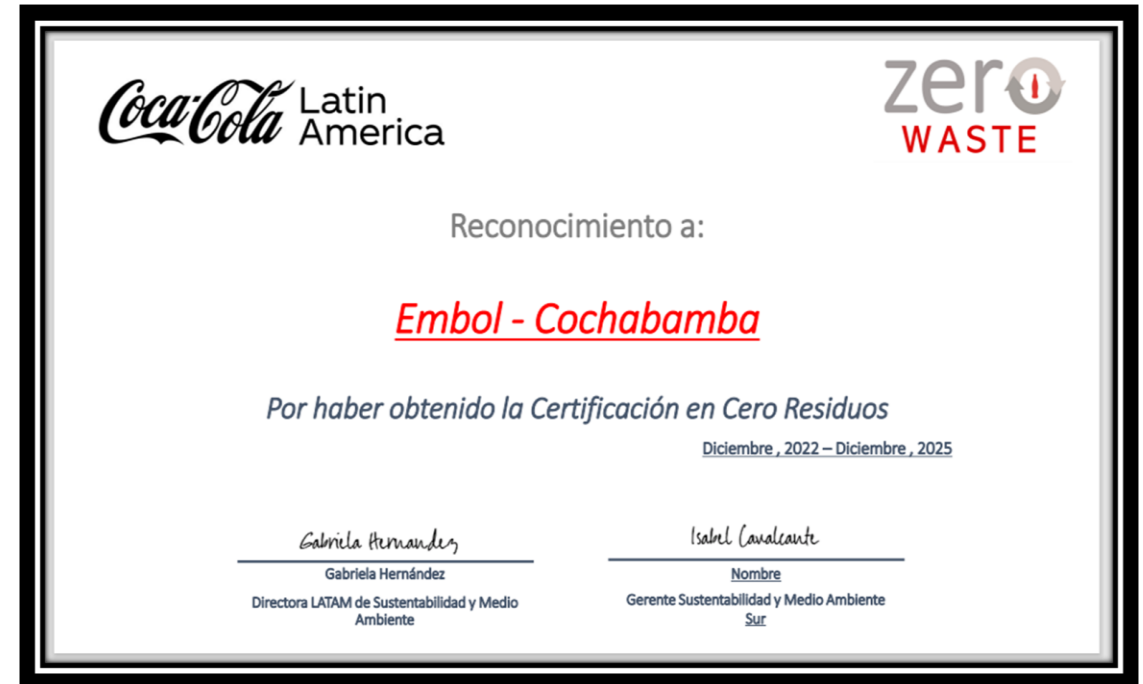 Coca-Cola Latin America
zero
WASTE
Reconocimiento a:
Embol - Cochabamba
Por haber obtenido la Certificación en Cero Residuos
Diciembre , 2022 – Diciembre , 2025
Gabriela Hernandez
Isabel Cavalcante
Gabriela Hernández
Nombre
Directora LATAM de Sustentabilidad y Medio
Ambiente
Gerente Sustentabilidad y Medio Ambiente
Sur